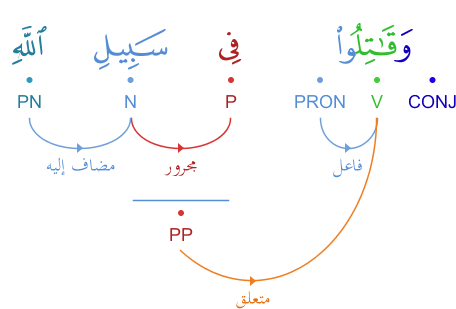 وَقَٰتِلُوا۟ فِى سَبِيلِ ٱللَّهِ
CONJ V PRON P N PN
فاعل مجرور مضاف إليه
PP
متعلق